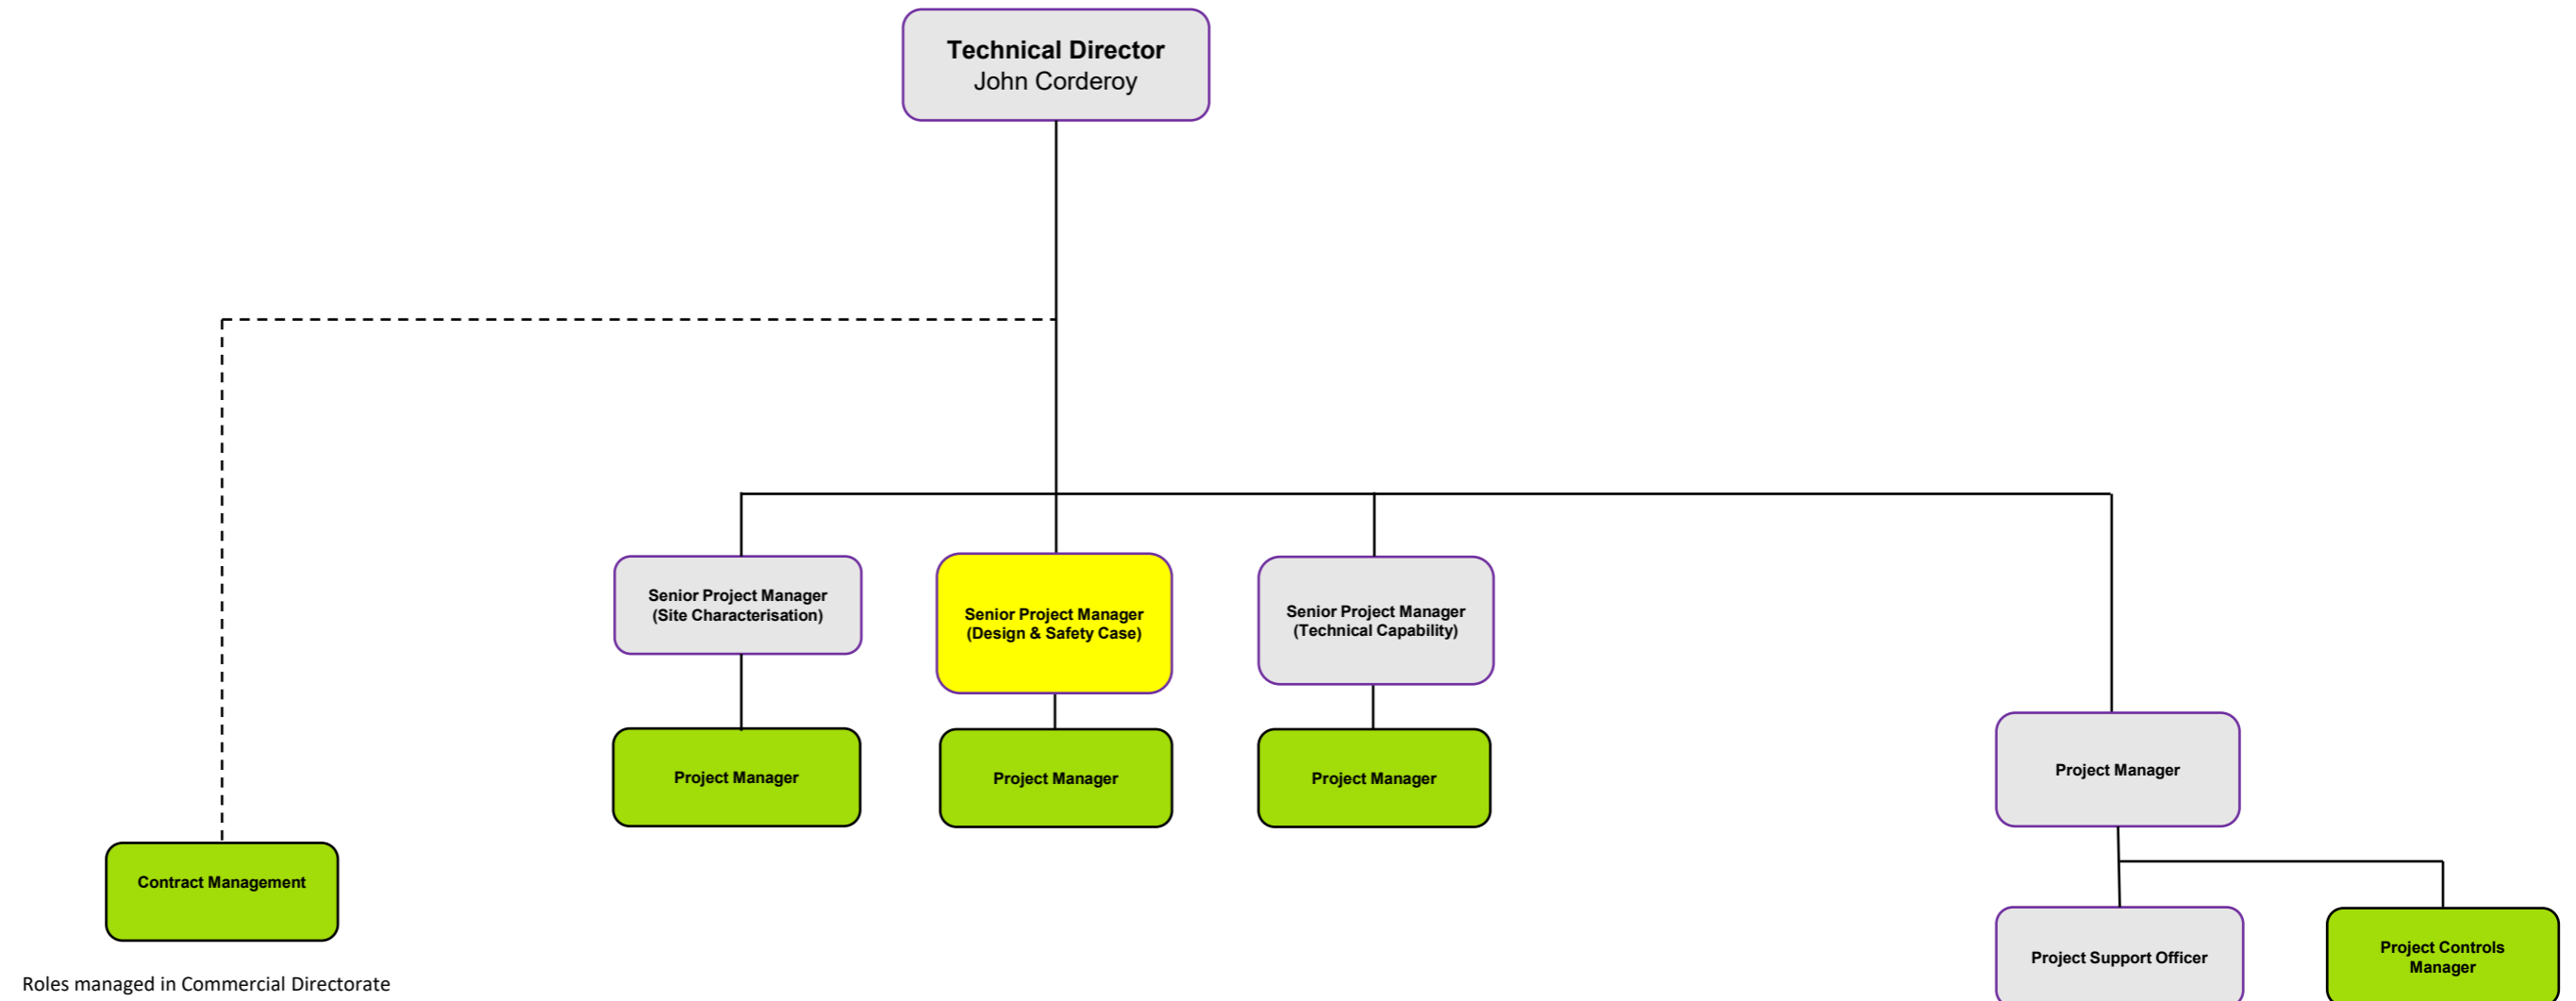 Technical Director
John Corderoy
Senior Project Manager
(Site Characterisation)
Senior Project Manager
(Design & Safety Case)
Senior Project Manager
(Technical Capability)
Project Manager
Project Manager
Project Manager
Project Manager
Contract Management
Project Support Officer
Project Controls
Manager
Roles managed in Commercial Directorate